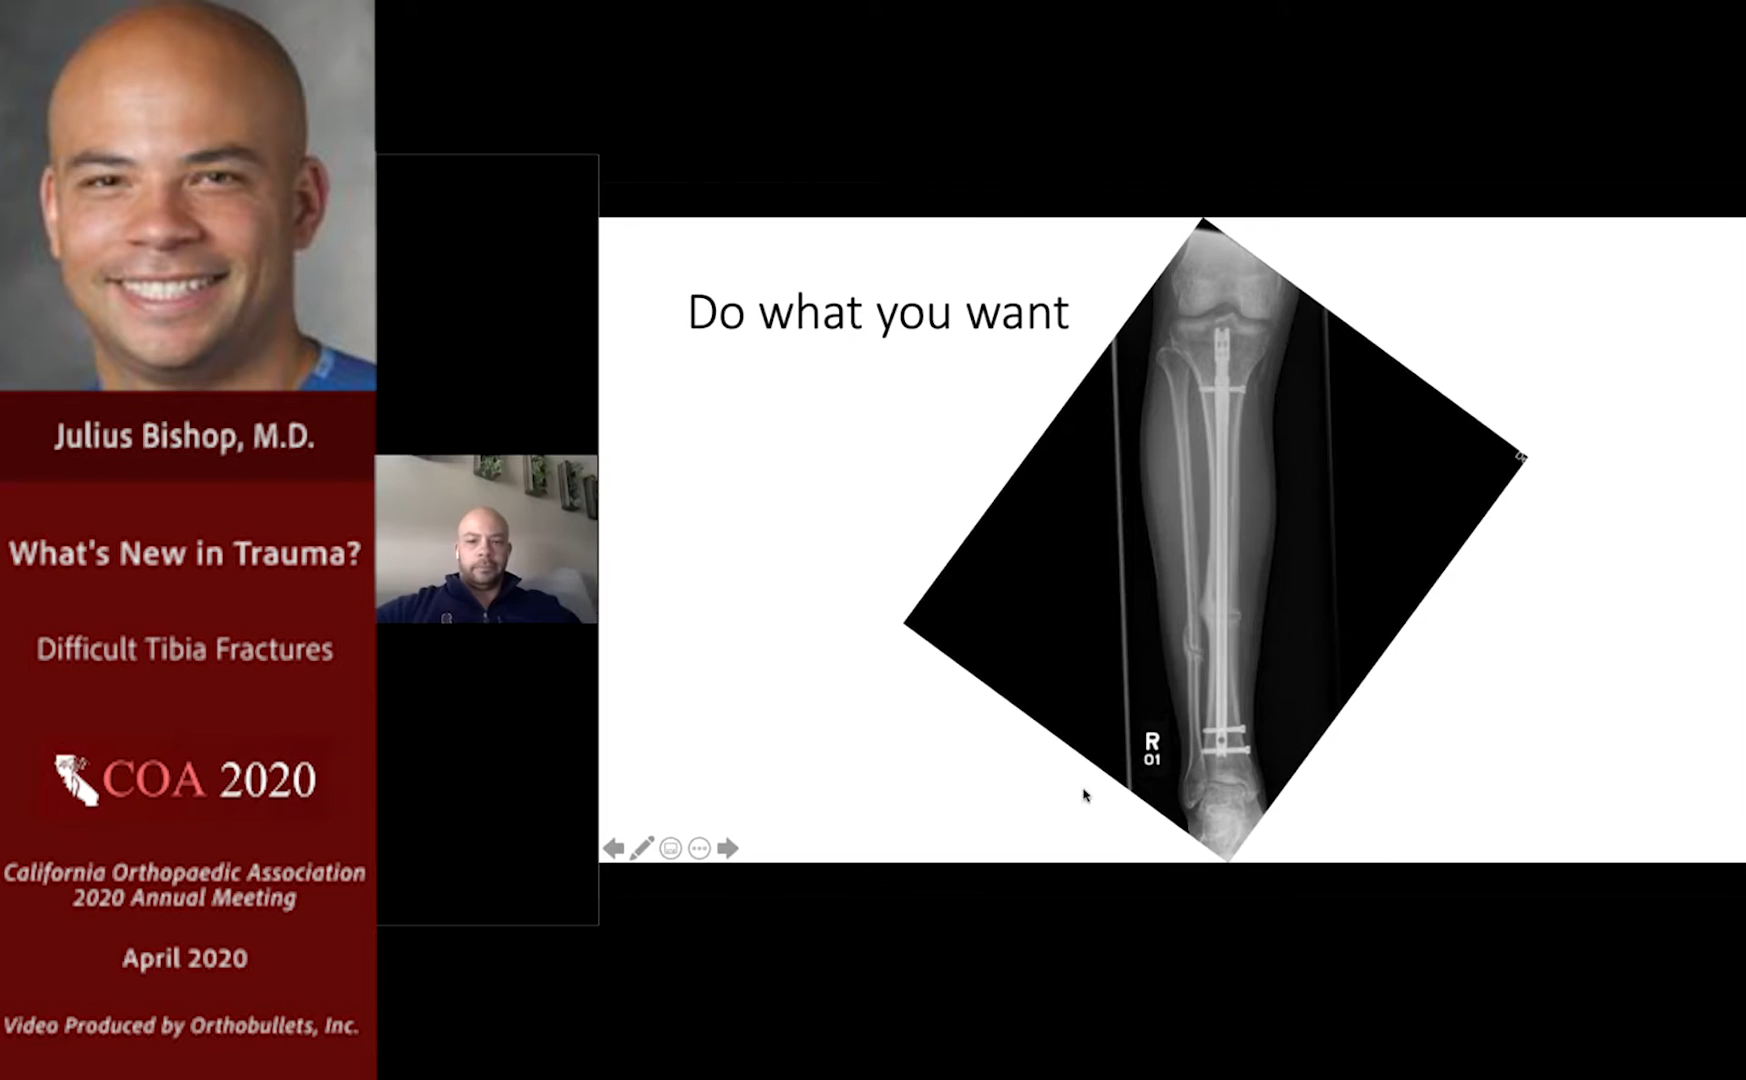 Julius Bishop, M.D.
What's New in Trauma?
Difficult Tibia Fractures
COA 2020
California Orthopaedic Association
2020 Annual Meeting
April 2020
Video Produced by Orthobullets, Inc.
Do what you want
R
01